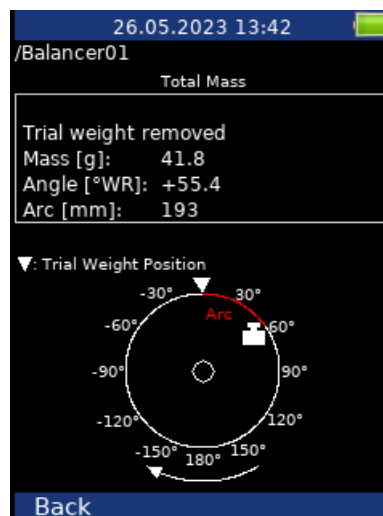 26.05.2023 13:42
/Balancer01
Total Mass
Trial weight removed
Mass [g]: 41.8
Angle [°WR]: +55.4
Arc [mm]: 193
▼: Trial Weight Position
-30° 30°
Arc
-60° 60°
-90° 90°
-120° 120°
-150° 180° 150°
Back